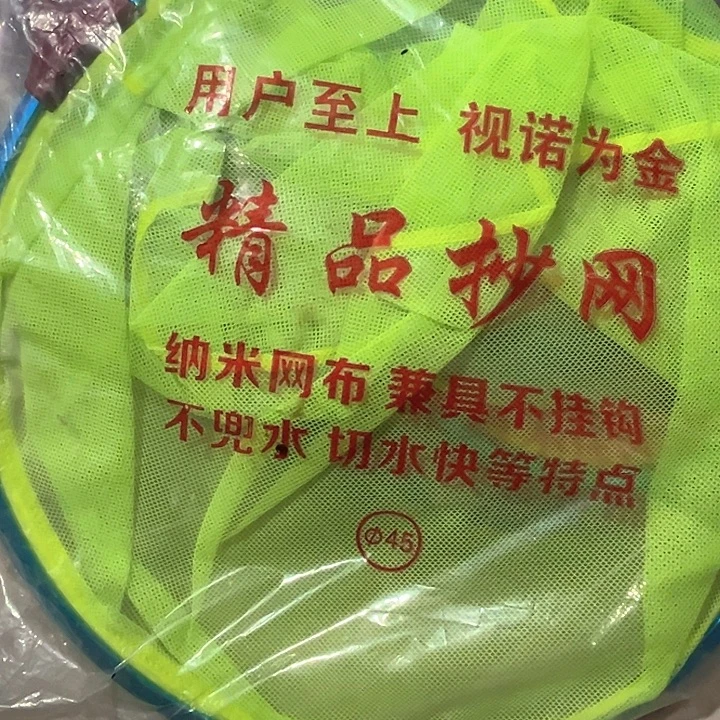 用户至上 视诺为金
精品抄网
纳米网布 兼具不挂钩
不兜水 切水快等特点
Φ45